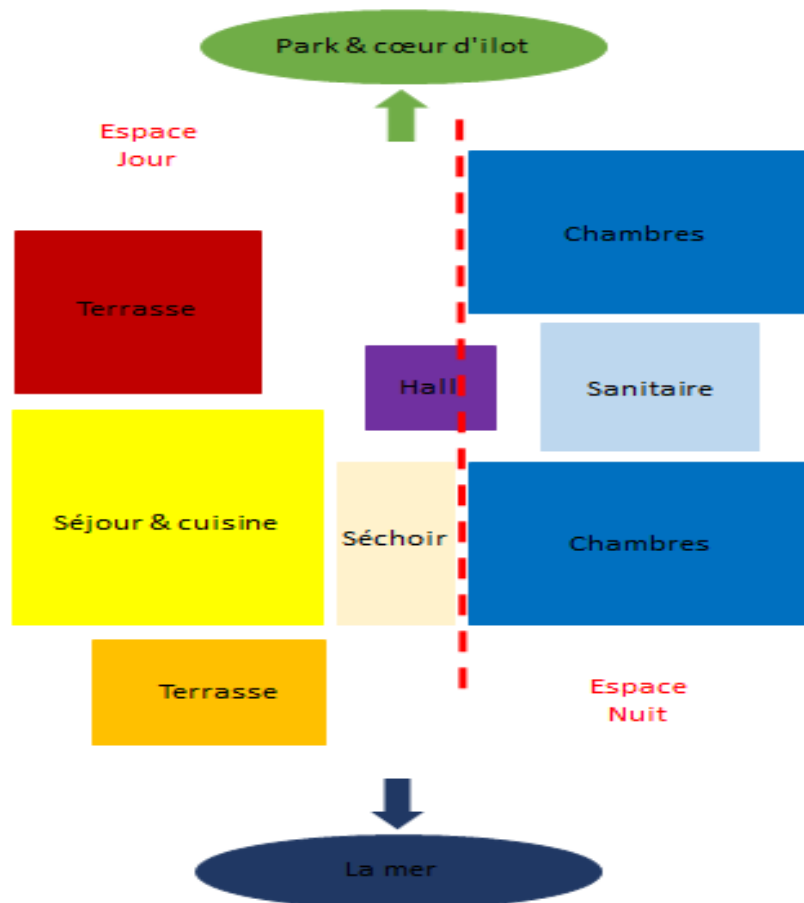 Park & cœur d'ilot
Espace
Jour
Chambres
Terrasse
Hall
Sanitaire
Séjour & cuisine
Séchoir
Chambres
Terrasse
Espace
Nuit
La mer